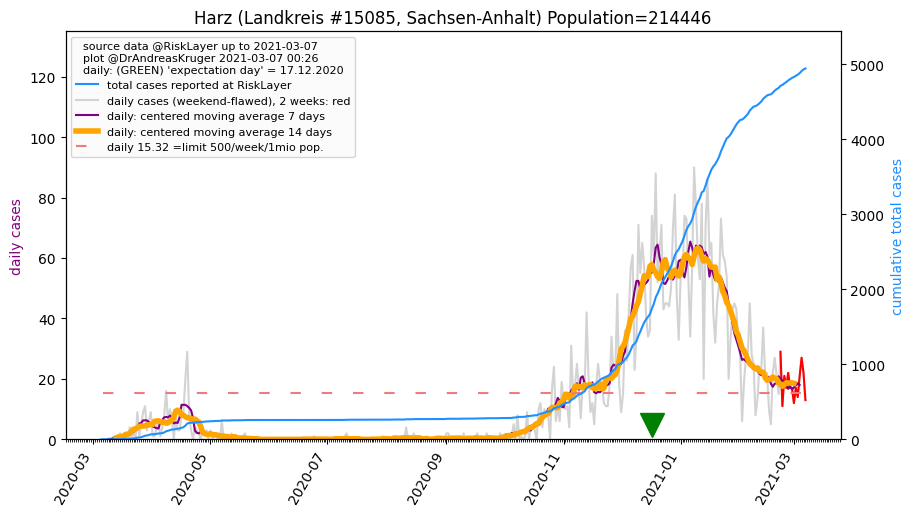 Harz (Landkreis #15085, Sachsen-Anhalt) Population=214446
source data @RiskLayer up to 2021-03-07
plot @DrAndreasKruger 2021-03-07 00:26
daily: (GREEN) 'expectation day' = 17.12.2020
total cases reported at RiskLayer
daily cases (weekend-flawed), 2 weeks: red
daily: centered moving average 7 days
daily: centered moving average 14 days
daily 15.32 =limit 500/week/1mio pop.
daily cases
120
100
80
60
40
20
0
5000
4000
3000
2000
1000
0
cumulative total cases
2020-03
2020-05
2020-07
2020-09
2020-11
2021-01
2021-03